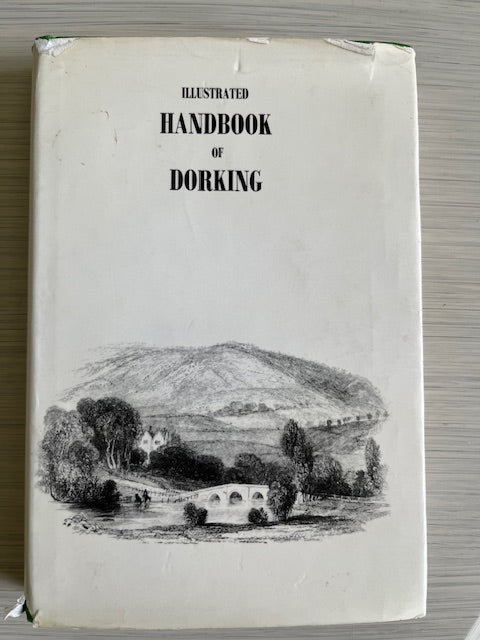 ILLUSTRATED
HANDBOOK
OF
DORKING